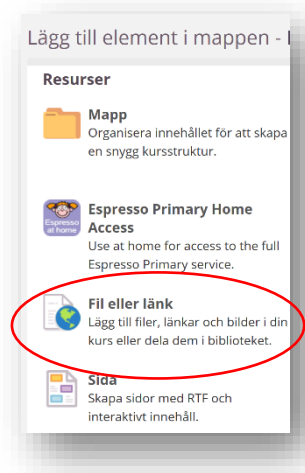 Lägg till element i mappen -
Resurser
Mapp
Organisera innehållet för att skapa
en snygg kursstruktur.
Espresso
at home
Espresso Primary Home
Access
Use at home for access to the full
Espresso Primary service.
Fil eller länk
Lägg till filer, länkar och bilder i din
kurs eller dela dem i biblioteket.
Sida
Skapa sidor med RTF och
interaktivt innehåll.